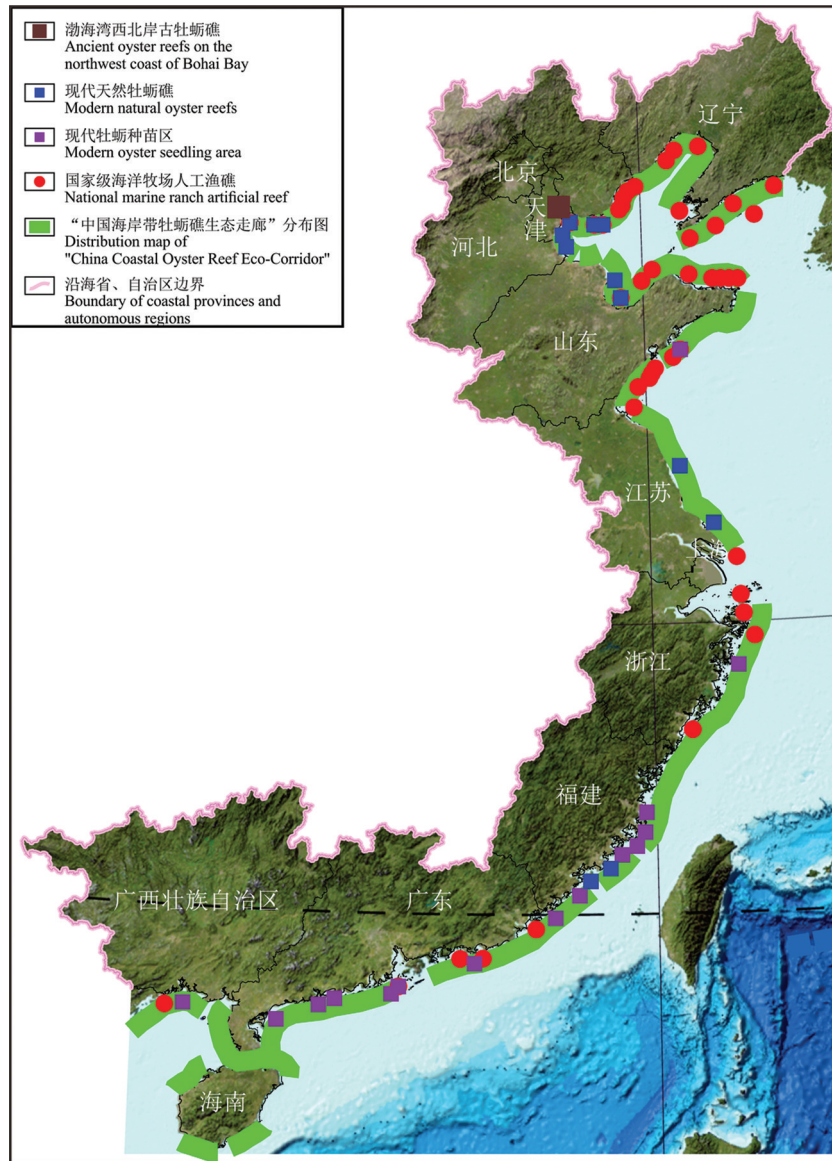 渤海湾西北岸古牡蛎礁
Ancient oyster reefs on the
northwest coast of Bohai Bay
现代天然牡蛎礁
Modern natural oyster reefs
现代牡蛎种苗区
Modern oyster seedling area
国家级海洋牧场人工渔礁
National marine ranch artificial reef
“中国海岸带牡蛎礁生态走廊”分布图
Distribution map of
"China Coastal Oyster Reef Eco-Corridor"
沿海省、自治区边界
Boundary of coastal provinces and
autonomous regions
辽宁
北京
天津
河北
山东
江苏
上海
浙江
福建
广西壮族自治区
广东
海南